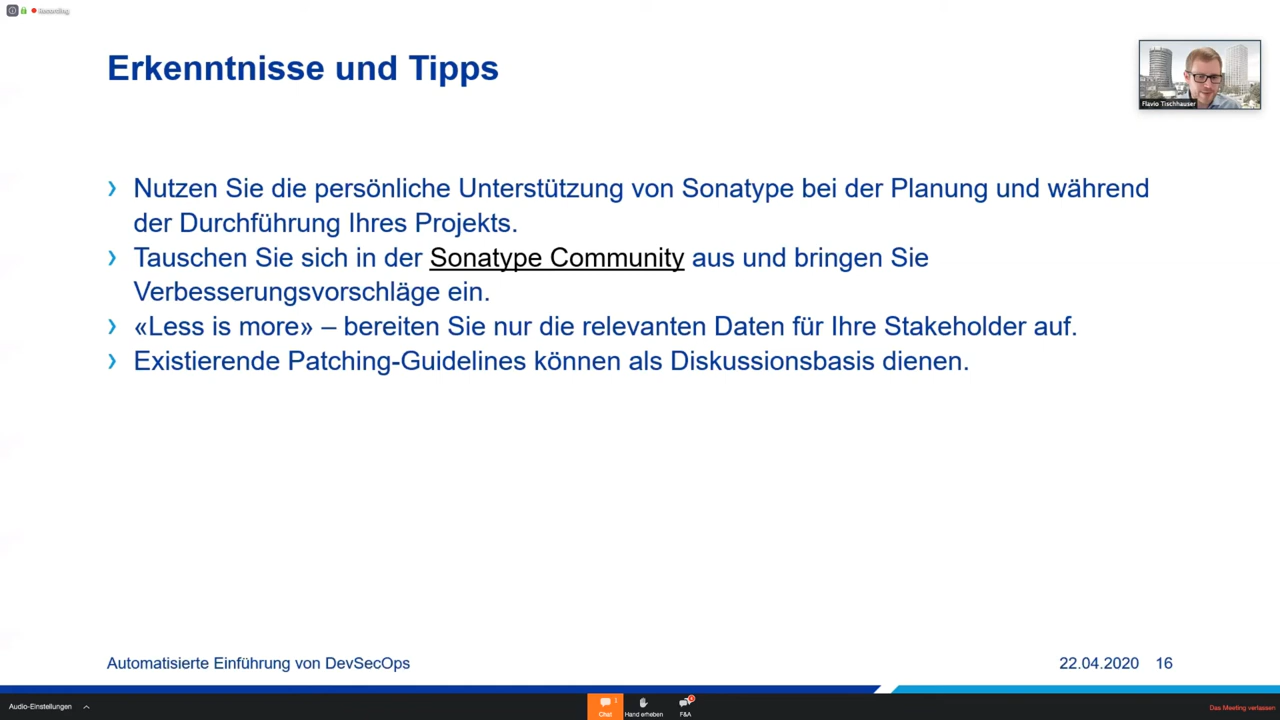 Recording
Erkenntnisse und Tipps
Flavio Tischhauser
› Nutzen Sie die persönliche Unterstützung von Sonatype bei der Planung und während
der Durchführung Ihres Projekts.
› Tauschen Sie sich in der Sonatype Community aus und bringen Sie
Verbesserungsvorschläge ein.
› «Less is more» – bereiten Sie nur die relevanten Daten für Ihre Stakeholder auf.
› Existierende Patching-Guidelines können als Diskussionsbasis dienen.
Automatisierte Einführung von DevSecOps
22.04.2020 16
Audio-Einstellungen
Chat
Hand erheben
F&A
Das Meeting verlassen